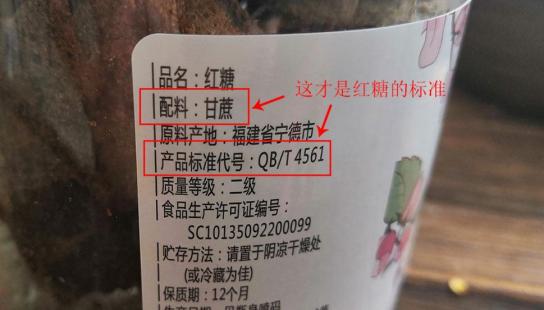 品名：红糖
这才是红糖的标准
配料：甘蔗
原料产地：福建省宁德市
产品标准代号：QB/T 4561
质量等级：二级
食品生产许可证编号：
SC10135092200099
贮存方法：请置于阴凉干燥处
(或冷藏为佳)
保质期：12个月